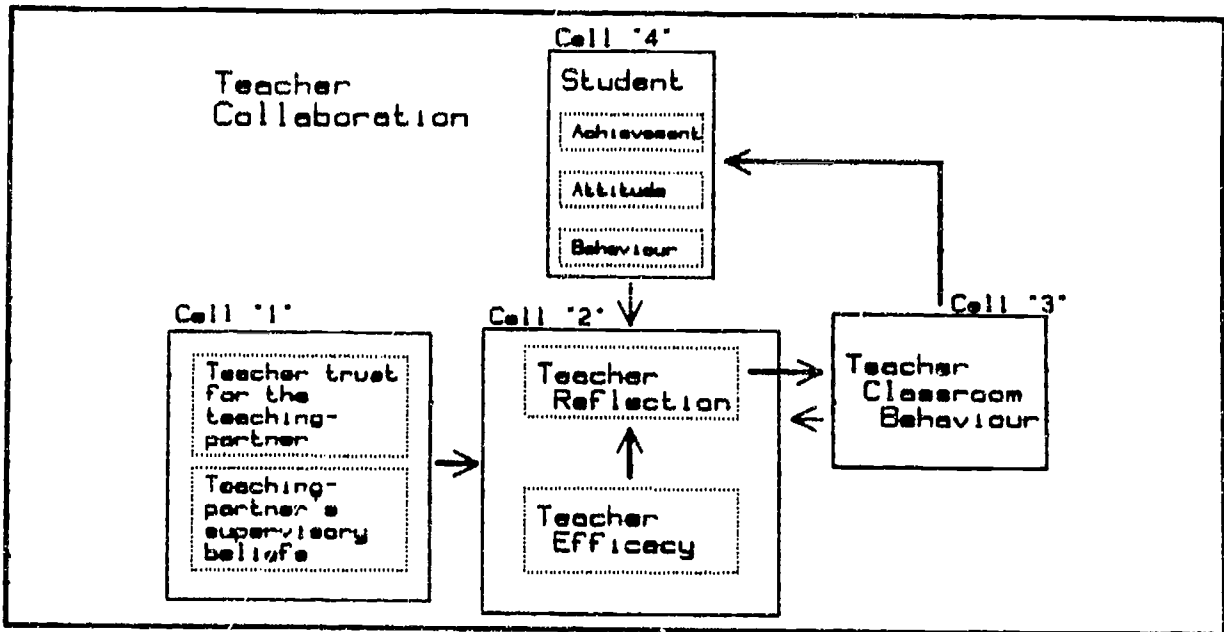 Teacher
Collaboration
Cell "4"
Student
Achievement
Attitude
Behaviour
Cell "1"
Teacher trust
for the
teaching-
partner
Teaching-
partner's
supervisory
beliefs
Cell "2"
Teacher
Reflection
Teacher
Efficacy
Cell "3"
Teacher
Classroom
Behaviour